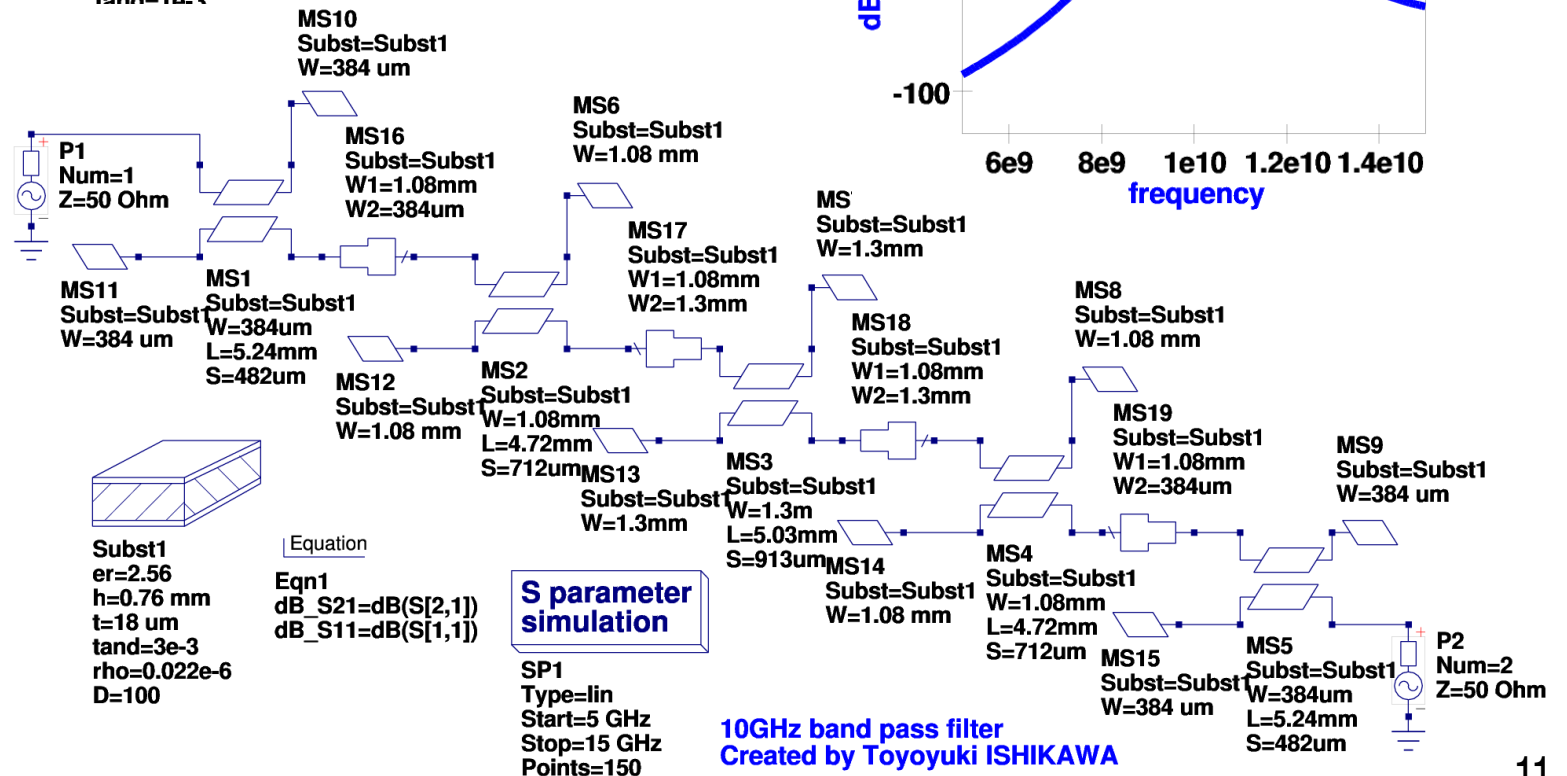 tand=1e-3
MS10
Subst=Subst1
W=384 um
dB
-100
6e9
8e9
1e10
1.2e10
1.4e10
frequency
P1
Num=1
Z=50 Ohm
MS16
Subst=Subst1
W1=1.08mm
W2=384um
MS6
Subst=Subst1
W=1.08 mm
MS11
Subst=Subst1
W=384 um
MS1
Subst=Subst1
W=384um
L=5.24mm
S=482um
MS17
Subst=Subst1
W1=1.08mm
W2=1.3mm
MS
Subst=Subst1
W=1.3mm
MS12
Subst=Subst1
W=1.08 mm
MS2
Subst=Subst1
W=1.08mm
L=4.72mm
S=712um
MS18
Subst=Subst1
W1=1.08mm
W2=1.3mm
MS8
Subst=Subst1
W=1.08 mm
MS13
Subst=Subst1
W=1.3mm
MS3
Subst=Subst1
W=1.3m
L=5.03mm
S=913um
MS19
Subst=Subst1
W1=1.08mm
W2=384um
MS9
Subst=Subst1
W=384 um
MS14
Subst=Subst1
W=1.08 mm
MS4
Subst=Subst1
W=1.08mm
L=4.72mm
S=712um
MS15
Subst=Subst1
W=384 um
MS5
Subst=Subst1
W=384um
L=5.24mm
S=482um
P2
Num=2
Z=50 Ohm
Subst1
er=2.56
h=0.76 mm
t=18 um
tand=3e-3
rho=0.022e-6
D=100
Equation
Eqn1
dB_S21=dB(S[2,1])
dB_S11=dB(S[1,1])
S parameter
simulation
SP1
Type=lin
Start=5 GHz
Stop=15 GHz
Points=150
10GHz band pass filter
Created by Toyoyuki ISHIKAWA
11